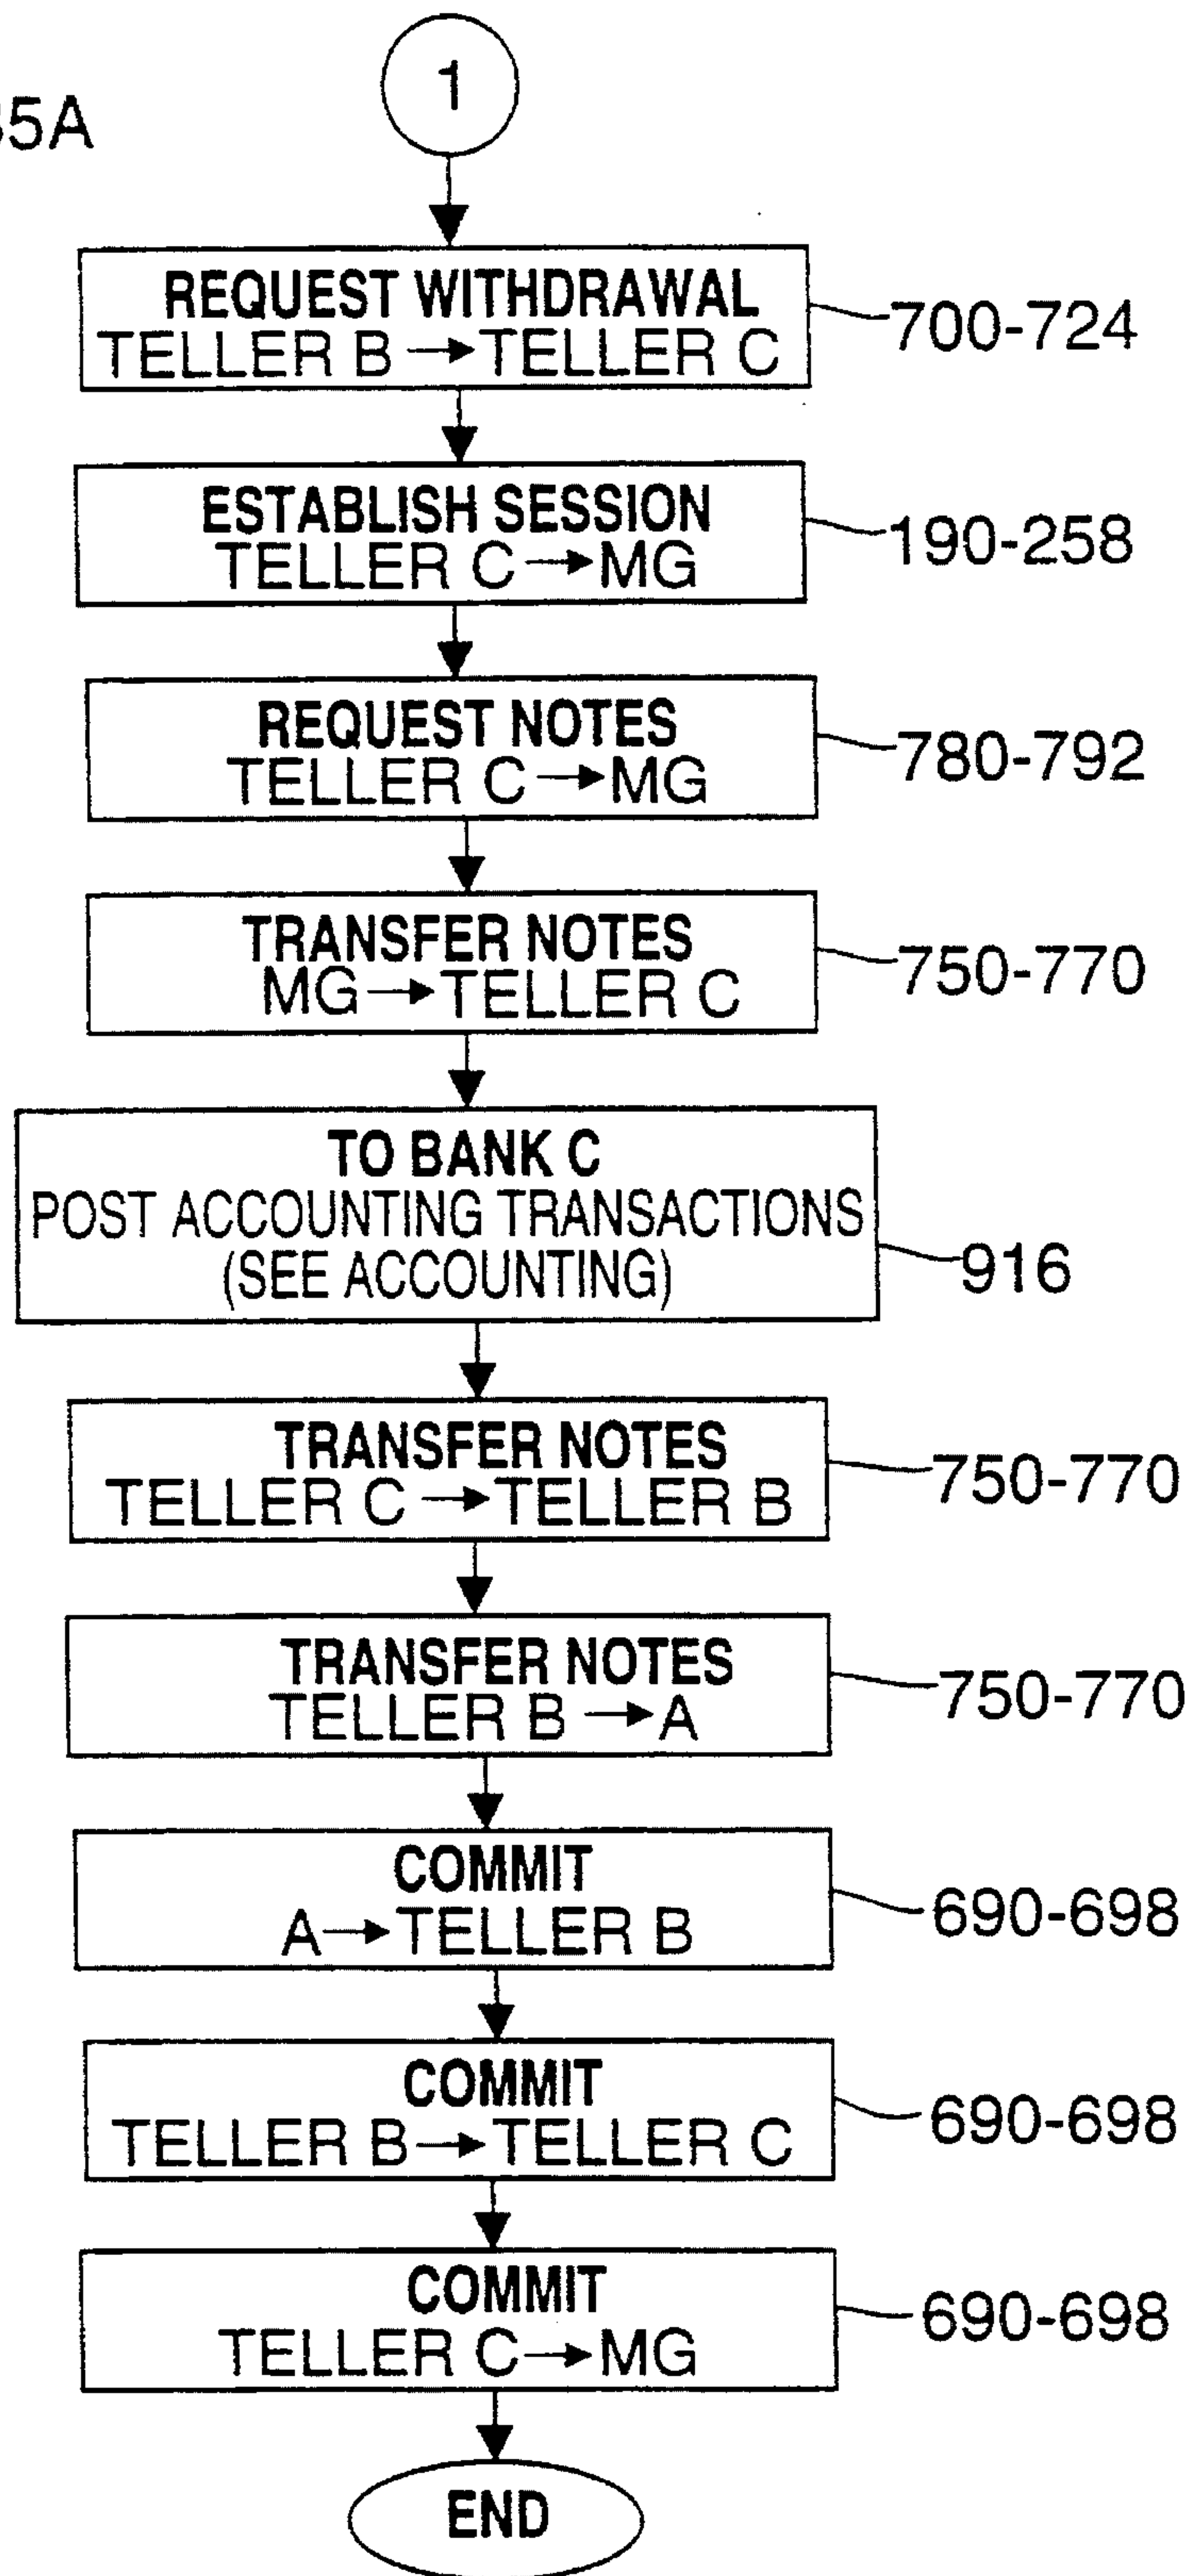 1
5A
REQUEST WITHDRAWAL
TELLER B → TELLER C
700-724
ESTABLISH SESSION
TELLER C → MG
190-258
REQUEST NOTES
TELLER C → MG
780-792
TRANSFER NOTES
MG → TELLER C
750-770
TO BANK C
POST ACCOUNTING TRANSACTIONS
(SEE ACCOUNTING)
916
TRANSFER NOTES
TELLER C → TELLER B
750-770
TRANSFER NOTES
TELLER B → A
750-770
COMMIT
A → TELLER B
690-698
COMMIT
TELLER B → TELLER C
690-698
COMMIT
TELLER C → MG
690-698
END